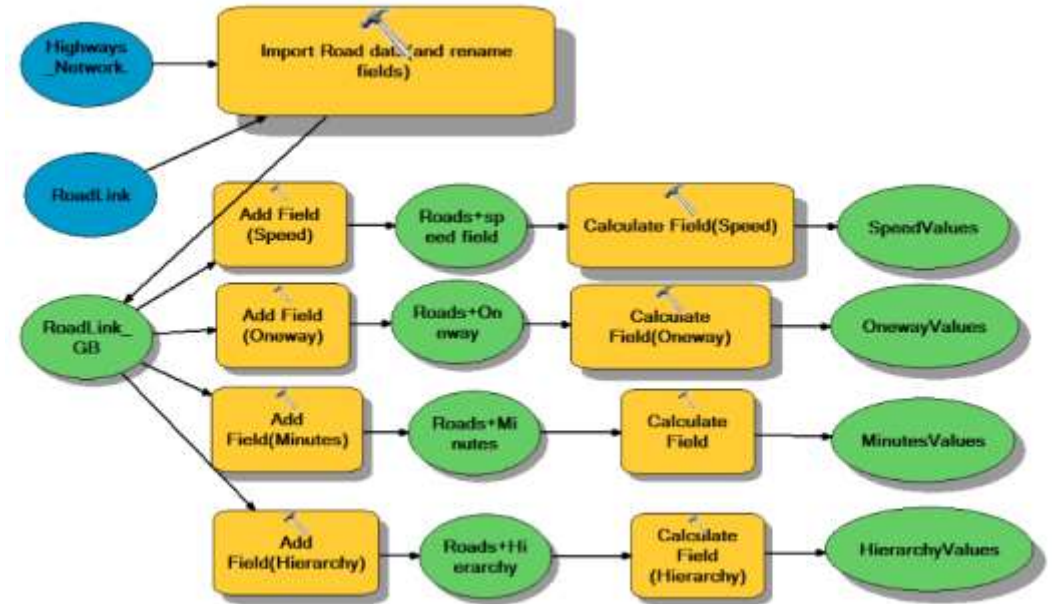 Highways
_Network.
Import Road data(and rename
fields)
RoadLink
Add Field
(Speed)
Roads+sp
eed field
Calculate Field(Speed)
SpeedValues
RoadLink_
GB
Add Field
(Oneway)
Roads+On
eway
Calculate
Field(Oneway)
OnewayValues
Add
Field(Minutes)
Roads+Mi
nutes
Calculate
Field
MinutesValues
Add
Field(Hierarchy)
Roads+Hi
erarchy
Calculate
Field
(Hierarchy)
HierarchyValues